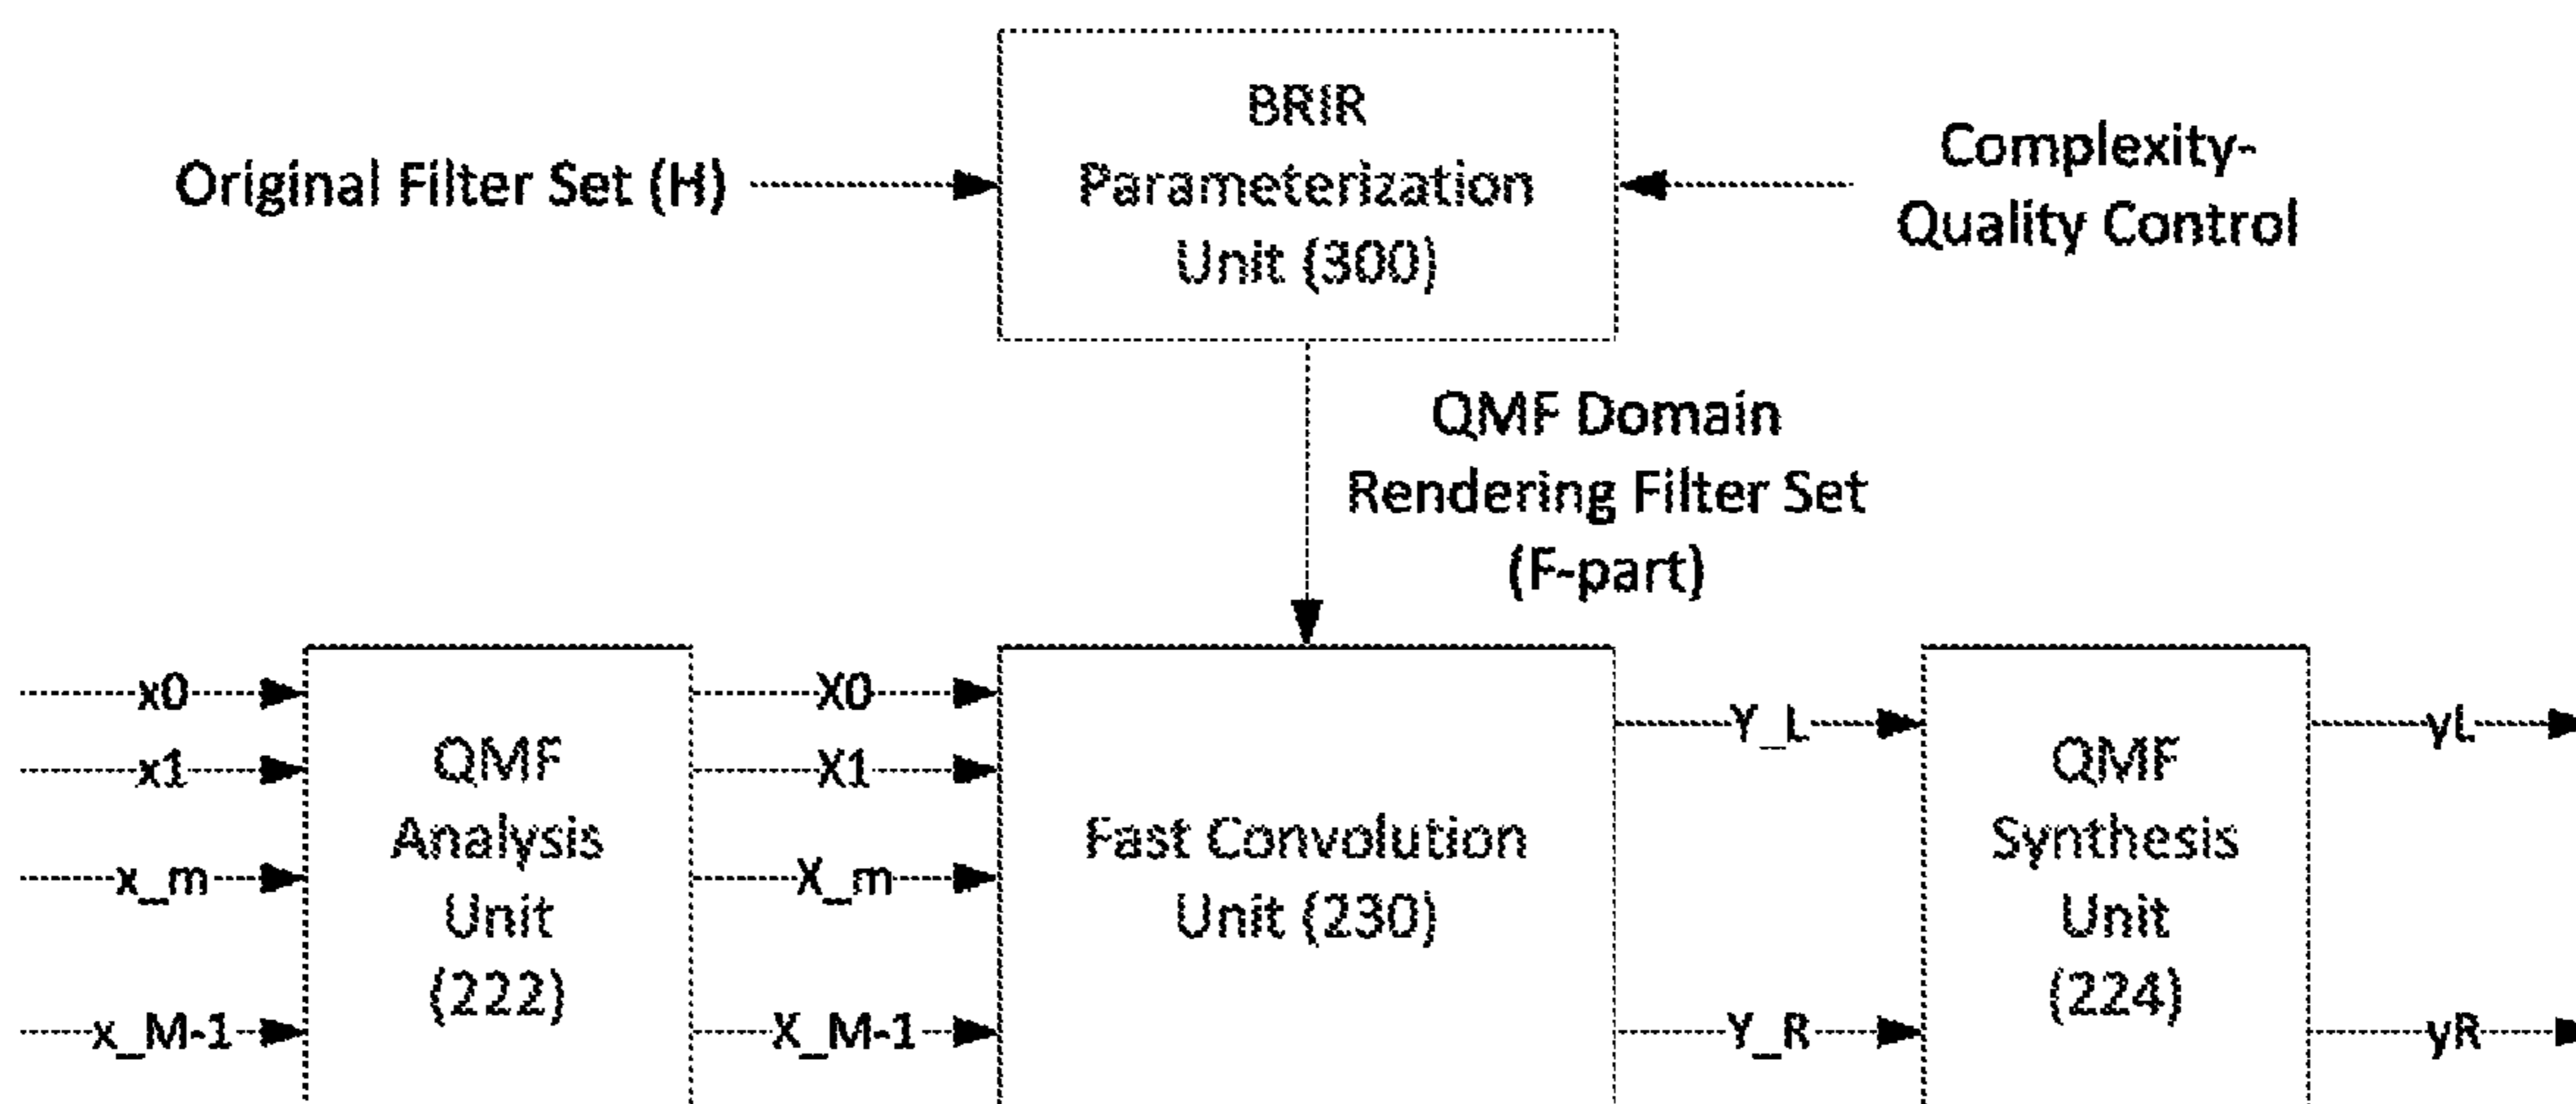 BRIR
Parameterization
Unit (300)
Original Filter Set (H)
Complexity-
Quality Control
QMF Domain
Rendering Filter Set
(F-part)
x0
x1
x_m
x_M-1
QMF
Analysis
Unit
(222)
X0
X1
X_m
X_M-1
Fast Convolution
Unit (230)
Y_L
Y_R
QMF
Synthesis
Unit
(224)
yL
yR